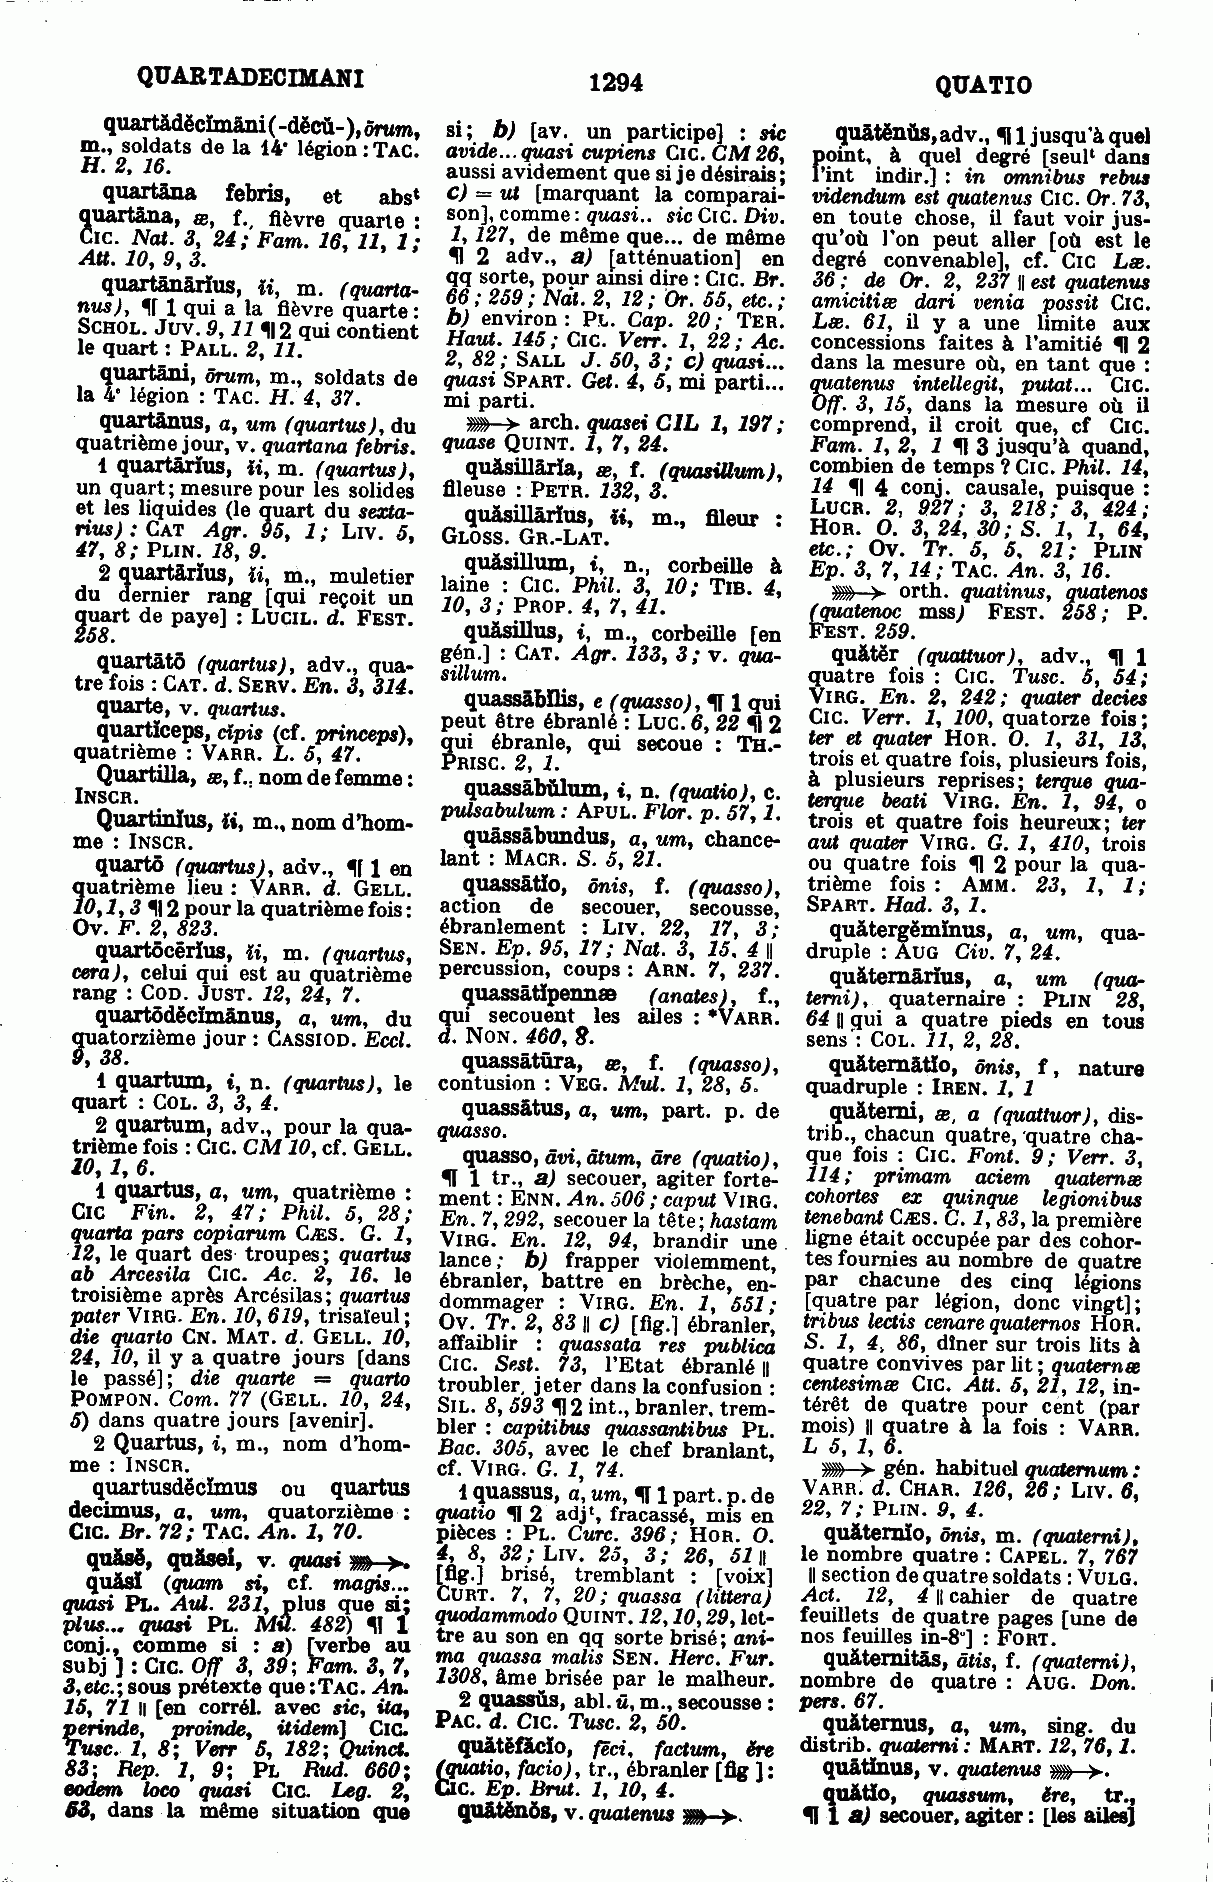 QUARTADECIMANI
1294
QUATIO
quartădĕcĭmāni (-dĕcŭ-), ōrum,
m., soldats de la 14ᵉ légion : TAC.
H. 2, 16.
quartāna febris, et absᵗ
quartāna, æ, f., fièvre quarte :
CIC. Nat. 3, 24; Fam. 16, 11, 1;
Att. 10, 9, 3.
quartānārĭus, ĭi, m. (quarta-
nus), ¶ 1 qui a la fièvre quarte :
SCHOL. JUV. 9, 11 ¶ 2 qui contient
le quart : PALL. 2, 11.
quartāni, ōrum, m., soldats de
la 4ᵉ légion : TAC. H. 4, 37.
quartānus, a, um (quartus), du
quatrième jour, v. quartana febris.
1 quartārĭus, ĭi, m. (quartus),
un quart; mesure pour les solides
et les liquides (le quart du sexta-
rius) : CAT Agr. 95, 1; LIV. 5,
47, 8; PLIN. 18, 9.
2 quartārĭus, ĭi, m., muletier
du dernier rang [qui reçoit un
quart de paye] : LUCIL. d. FEST.
258.
quartātō (quartus), adv., qua-
tre fois : CAT. d. SERV. En. 3, 314.
quarte, v. quartus.
quartĭceps, cĭpis (cf. princeps),
quatrième : VARR. L. 5, 47.
Quartilla, æ, f., nom de femme :
INSCR.
Quartinĭus, ĭi, m., nom d'hom-
me : INSCR.
quartō (quartus), adv., ¶ 1 en
quatrième lieu : VARR. d. GELL.
10, 1, 3 ¶ 2 pour la quatrième fois :
OV. F. 2, 823.
quartōcērĭus, ĭi, m. (quartus,
cera), celui qui est au quatrième
rang : COD. JUST. 12, 24, 7.
quartōdĕcĭmānus, a, um, du
quatorzième jour : CASSIOD. Eccl.
9, 38.
1 quartum, i, n. (quartus), le
quart : COL. 3, 3, 4.
2 quartum, adv., pour la qua-
trième fois : CIC. CM 10, cf. GELL.
10, 1, 6.
1 quartus, a, um, quatrième :
CIC Fin. 2, 47; Phil. 5, 28;
quarta pars copiarum CÆS. G. 1,
12, le quart des troupes; quartus
ab Arcesila CIC. Ac. 2, 16. le
troisième après Arcésilas; quartus
pater VIRG. En. 10, 619, trisaïeul;
die quarto CN. MAT. d. GELL. 10,
24, 10, il y a quatre jours [dans
le passé]; die quarte = quarto
POMPON. Com. 77 (GELL. 10, 24,
5) dans quatre jours [avenir].
2 Quartus, i, m., nom d'hom-
me : INSCR.
quartusdĕcĭmus ou quartus
decimus, a, um, quatorzième :
CIC. Br. 72; TAC. An. 1, 70.
quăsĕ, quăsei, v. quasi ⟶.
quăsĭ (quam si, cf. magis...
quasi PL. Aul. 231, plus que si;
plus... quasi PL. Mil. 482) ¶ 1
conj., comme si : a) [verbe au
subj ] : CIC. Off 3, 39; Fam. 3, 7,
3, etc.; sous prétexte que : TAC. An.
15, 71 || [en corrél. avec sic, ita,
perinde, proinde, itidem] CIC.
Tusc. 1, 8; Verr 5, 182; Quinct.
83; Rep. 1, 9; PL Rud. 660;
eodem loco quasi CIC. Leg. 2,
53, dans la même situation que
si; b) [av. un participe] : sic
avide... quasi cupiens CIC. CM 26,
aussi avidement que si je désirais;
c) = ut [marquant la comparai-
son], comme : quasi.. sic CIC. Div.
1, 127, de même que... de même
¶ 2 adv., a) [atténuation] en
qq sorte, pour ainsi dire : CIC. Br.
66; 259; Nat. 2, 12; Or. 55, etc.;
b) environ : PL. Cap. 20; TER.
Haut. 145; CIC. Verr. 1, 22; Ac.
2, 82; SALL J. 50, 3; c) quasi...
quasi SPART. Get. 4, 5, mi parti...
mi parti.
⟶ arch. quasei CIL 1, 197;
quase QUINT. 1, 7, 24.
quăsillārĭa, æ, f. (quasillum),
fileuse : PETR. 132, 3.
quăsillārĭus, ĭi, m., fileur :
GLOSS. GR.-LAT.
quăsillum, i, n., corbeille à
laine : CIC. Phil. 3, 10; TIB. 4,
10, 3; PROP. 4, 7, 41.
quăsillus, i, m., corbeille [en
gén.] : CAT. Agr. 133, 3; v. qua-
sillum.
quassābĭlis, e (quasso), ¶ 1 qui
peut être ébranlé : LUC. 6, 22 ¶ 2
qui ébranle, qui secoue : TH.-
PRISC. 2, 1.
quassābŭlum, i, n. (quatio), c.
pulsabulum : APUL. Flor. p. 57, 1.
quāssābundus, a, um, chance-
lant : MACR. S. 5, 21.
quassātĭo, ōnis, f. (quasso),
action de secouer, secousse,
ébranlement : LIV. 22, 17, 3;
SEN. Ep. 95, 17; Nat. 3, 15. 4 ||
percussion, coups : ARN. 7, 237.
quassātĭpennæ (anates), f.,
qui secouent les ailes : *VARR.
d. NON. 460, 8.
quassātūra, æ, f. (quasso),
contusion : VEG. Mul. 1, 28, 5.
quassātus, a, um, part. p. de
quasso.
quasso, āvi, ātum, āre (quatio),
¶ 1 tr., a) secouer, agiter forte-
ment : ENN. An. 506; caput VIRG.
En. 7, 292, secouer la tête; hastam
VIRG. En. 12, 94, brandir une
lance; b) frapper violemment,
ébranler, battre en brèche, en-
dommager : VIRG. En. 1, 551;
OV. Tr. 2, 83 || c) [fig.] ébranler,
affaiblir : quassata res publica
CIC. Sest. 73, l'Etat ébranlé ||
troubler, jeter dans la confusion :
SIL. 8, 593 ¶ 2 int., branler, trem-
bler : capitibus quassantibus PL.
Bac. 305, avec le chef branlant,
cf. VIRG. G. 1, 74.
1 quassus, a, um, ¶ 1 part. p. de
quatio ¶ 2 adjᵗ, fracassé, mis en
pièces : PL. Curc. 396; HOR. O.
4, 8, 32; LIV. 25, 3; 26, 51 ||
[fig.] brisé, tremblant : [voix]
CURT. 7, 7, 20; quassa (littera)
quodammodo QUINT. 12, 10, 29, let-
tre au son en qq sorte brisé; ani-
ma quassa malis SEN. Herc. Fur.
1308, âme brisée par le malheur.
2 quassŭs, abl. ū, m., secousse :
PAC. d. CIC. Tusc. 2, 50.
quătĕfăcĭo, fēci, factum, ĕre
(quatio, facio), tr., ébranler [fig ] :
CIC. Ep. Brut. 1, 10, 4.
quātĕnŏs, v. quatenus ⟶.
quātĕnŭs, adv., ¶ 1 jusqu'à quel
point, à quel degré [seulᵗ dans
l'int indir.] : in omnibus rebus
videndum est quatenus CIC. Or. 73,
en toute chose, il faut voir jus-
qu'où l'on peut aller [où est le
degré convenable], cf. CIC Læ.
36; de Or. 2, 237 || est quatenus
amicitiæ dari venia possit CIC.
Læ. 61, il y a une limite aux
concessions faites à l'amitié ¶ 2
dans la mesure où, en tant que :
quatenus intellegit, putat... CIC.
Off. 3, 15, dans la mesure où il
comprend, il croit que, cf CIC.
Fam. 1, 2, 1 ¶ 3 jusqu'à quand,
combien de temps ? CIC. Phil. 14,
14 ¶ 4 conj. causale, puisque :
LUCR. 2, 927; 3, 218; 3, 424;
HOR. O. 3, 24, 30; S. 1, 1, 64,
etc.; OV. Tr. 5, 5, 21; PLIN
Ep. 3, 7, 14; TAC. An. 3, 16.
⟶ orth. quatinus, quatenos
(quatenoc mss) FEST. 258; P.
FEST. 259.
quătĕr (quattuor), adv., ¶ 1
quatre fois : CIC. Tusc. 5, 54;
VIRG. En. 2, 242; quater decies
CIC. Verr. 1, 100, quatorze fois;
ter et quater HOR. O. 1, 31, 13,
trois et quatre fois, plusieurs fois,
à plusieurs reprises; terque qua-
terque beati VIRG. En. 1, 94, o
trois et quatre fois heureux; ter
aut quater VIRG. G. 1, 410, trois
ou quatre fois ¶ 2 pour la qua-
trième fois : AMM. 23, 1, 1;
SPART. Had. 3, 1.
quătergĕmĭnus, a, um, qua-
druple : AUG Civ. 7, 24.
quăternārĭus, a, um (qua-
terni), quaternaire : PLIN 28,
64 || qui a quatre pieds en tous
sens : COL. 11, 2, 28.
quăternātĭo, ōnis, f, nature
quadruple : IREN. 1, 1
quăterni, æ, a (quattuor), dis-
trib., chacun quatre, quatre cha-
que fois : CIC. Font. 9; Verr. 3,
114; primam aciem quaternæ
cohortes ex quinque legionibus
tenebant CÆS. C. 1, 83, la première
ligne était occupée par des cohor-
tes fournies au nombre de quatre
par chacune des cinq légions
[quatre par légion, donc vingt];
tribus lectis cenare quaternos HOR.
S. 1, 4, 86, dîner sur trois lits à
quatre convives par lit; quaternæ
centesimæ CIC. Att. 5, 21, 12, in-
térêt de quatre pour cent (par
mois) || quatre à la fois : VARR.
L 5, 1, 6.
⟶ gén. habituel quaternum :
VARR. d. CHAR. 126, 26; LIV. 6,
22, 7; PLIN. 9, 4.
quăternĭo, ōnis, m. (quaterni),
le nombre quatre : CAPEL. 7, 767
|| section de quatre soldats : VULG.
Act. 12, 4 || cahier de quatre
feuillets de quatre pages [une de
nos feuilles in-8°] : FORT.
quăternĭtās, ātis, f. (quaterni),
nombre de quatre : AUG. Don.
pers. 67.
quăternus, a, um, sing. du
distrib. quaterni : MART. 12, 76, 1.
quātĭnus, v. quatenus ⟶.
quătĭo, quassum, ĕre, tr.,
¶ 1 a) secouer, agiter : [les ailes]